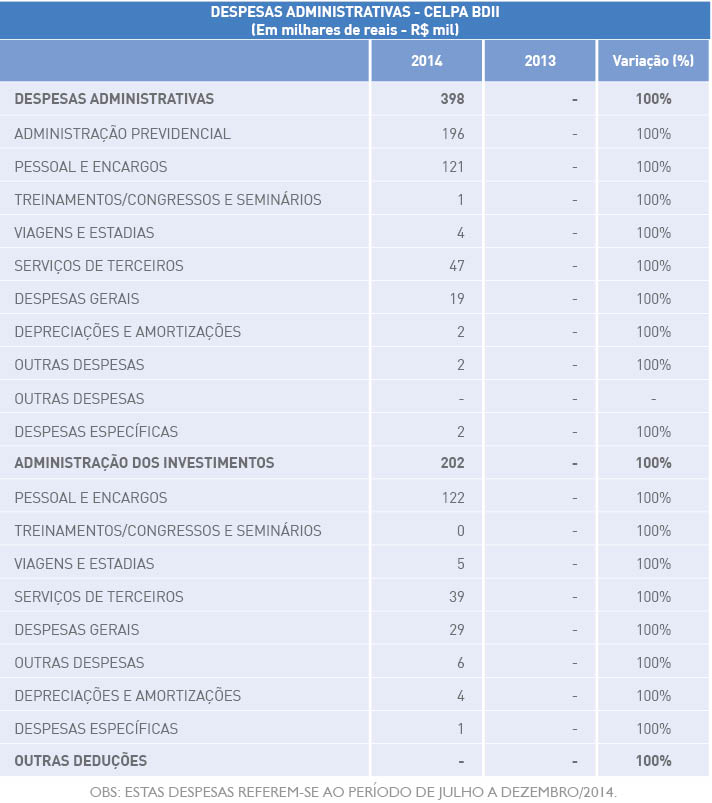 DESPESAS ADMINISTRATIVAS - CELPA BDII
(Em milhares de reais - R$ mil)
2014 2013 Variação (%)
DESPESAS ADMINISTRATIVAS 398 - 100%
ADMINISTRAÇÃO PREVIDENCIAL 196 - 100%
PESSOAL E ENCARGOS 121 - 100%
TREINAMENTOS/CONGRESSOS E SEMINÁRIOS 1 - 100%
VIAGENS E ESTADIAS 4 - 100%
SERVIÇOS DE TERCEIROS 47 - 100%
DESPESAS GERAIS 19 - 100%
DEPRECIAÇÕES E AMORTIZAÇÕES 2 - 100%
OUTRAS DESPESAS 2 - 100%
OUTRAS DESPESAS - - -
DESPESAS ESPECÍFICAS 2 - 100%
ADMINISTRAÇÃO DOS INVESTIMENTOS 202 - 100%
PESSOAL E ENCARGOS 122 - 100%
TREINAMENTOS/CONGRESSOS E SEMINÁRIOS 0 - 100%
VIAGENS E ESTADIAS 5 - 100%
SERVIÇOS DE TERCEIROS 39 - 100%
DESPESAS GERAIS 29 - 100%
OUTRAS DESPESAS 6 - 100%
DEPRECIAÇÕES E AMORTIZAÇÕES 4 - 100%
DESPESAS ESPECÍFICAS 1 - 100%
OUTRAS DEDUÇÕES - - 100%
OBS: ESTAS DESPESAS REFEREM-SE AO PERÍODO DE JULHO A DEZEMBRO/2014.